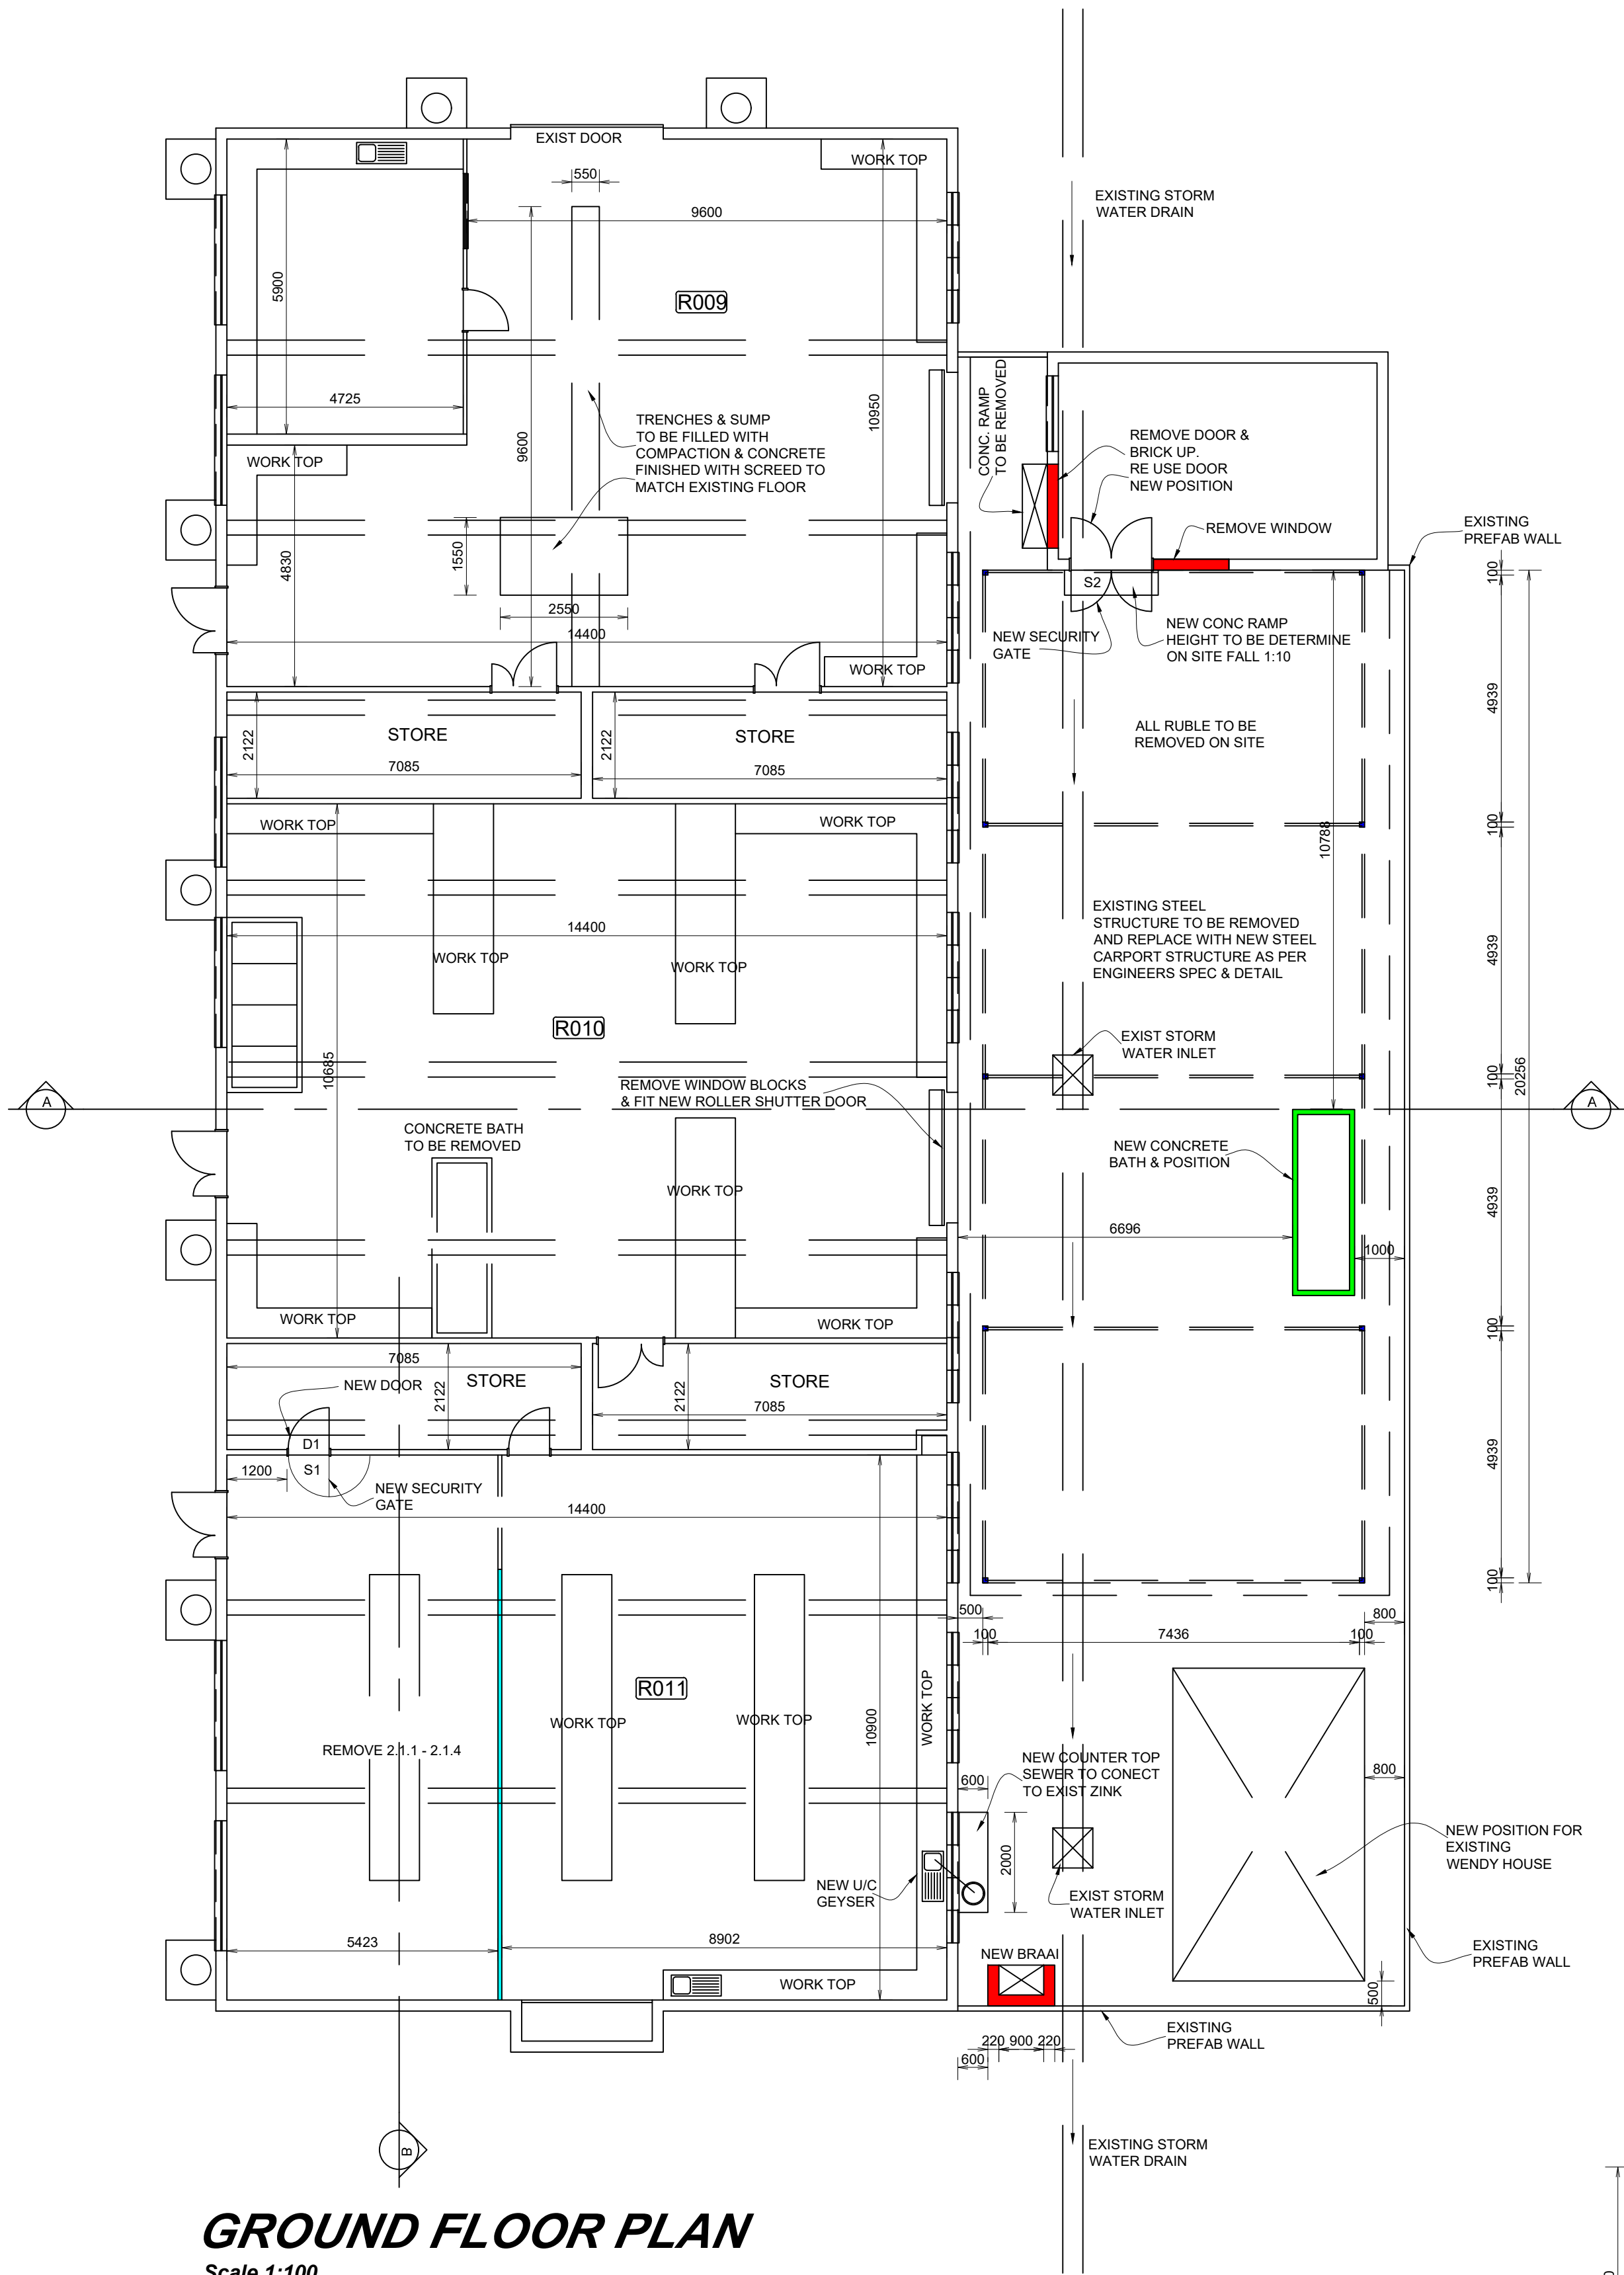 EXIST DOOR
WORK TOP
550
9600
EXISTING STORM
WATER DRAIN
5900
R009
4725
9600
10950
TRENCHES & SUMP
TO BE FILLED WITH
COMPACTION & CONCRETE
FINISHED WITH SCREED TO
MATCH EXISTING FLOOR
CONC. RAMP
TO BE REMOVED
REMOVE DOOR &
BRICK UP.
RE USE DOOR
NEW POSITION
WORK TOP
REMOVE WINDOW
EXISTING
PREFAB WALL
4830
1550
2550
14400
S2
100
NEW SECURITY
GATE
NEW CONC RAMP
HEIGHT TO BE DETERMINE
ON SITE FALL 1:10
WORK TOP
4939
2122
STORE
7085
2122
STORE
7085
ALL RUBLE TO BE
REMOVED ON SITE
WORK TOP
WORK TOP
10788
100
14400
WORK TOP
WORK TOP
EXISTING STEEL
STRUCTURE TO BE REMOVED
AND REPLACE WITH NEW STEEL
CARPORT STRUCTURE AS PER
ENGINEERS SPEC & DETAIL
4939
R010
EXIST STORM
WATER INLET
10685
100
20256
REMOVE WINDOW BLOCKS
& FIT NEW ROLLER SHUTTER DOOR
A
A
CONCRETE BATH
TO BE REMOVED
NEW CONCRETE
BATH & POSITION
WORK TOP
4939
6696
1000
WORK TOP
WORK TOP
100
7085
NEW DOOR
2122
STORE
2122
STORE
7085
D1
S1
1200
NEW SECURITY
GATE
4939
14400
100
500
100
7436
100
800
R011
WORK TOP
WORK TOP
WORK TOP
10900
REMOVE 2.1.1 - 2.1.4
NEW COUNTER TOP
SEWER TO CONECT
TO EXIST ZINK
600
800
2000
NEW POSITION FOR
EXISTING
WENDY HOUSE
NEW U/C
GEYSER
EXIST STORM
WATER INLET
5423
8902
NEW BRAAI
EXISTING
PREFAB WALL
WORK TOP
500
EXISTING
PREFAB WALL
220 900 220
600
B
EXISTING STORM
WATER DRAIN
GROUND FLOOR PLAN
Scale 1:100